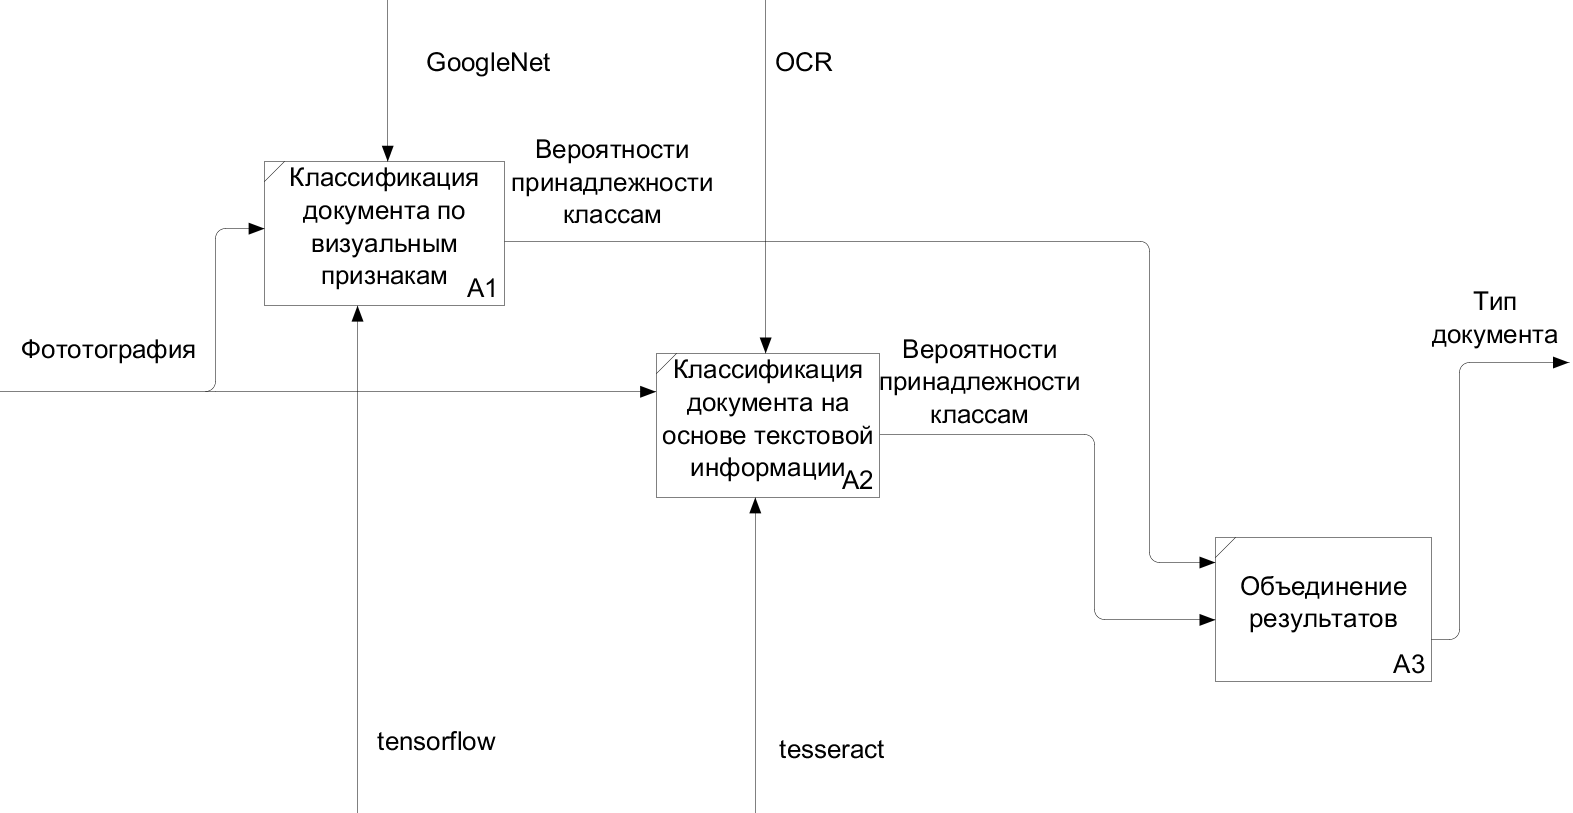 GoogleNet
OCR
Вероятности
принадлежности
классам
Классификация
документа по
визуальным
признакам
A1
Фототография
Тип
документа
Вероятности
принадлежности
классам
Классификация
документа на
основе текстовой
информации
A2
Объединение
результатов
A3
tensorflow
tesseract